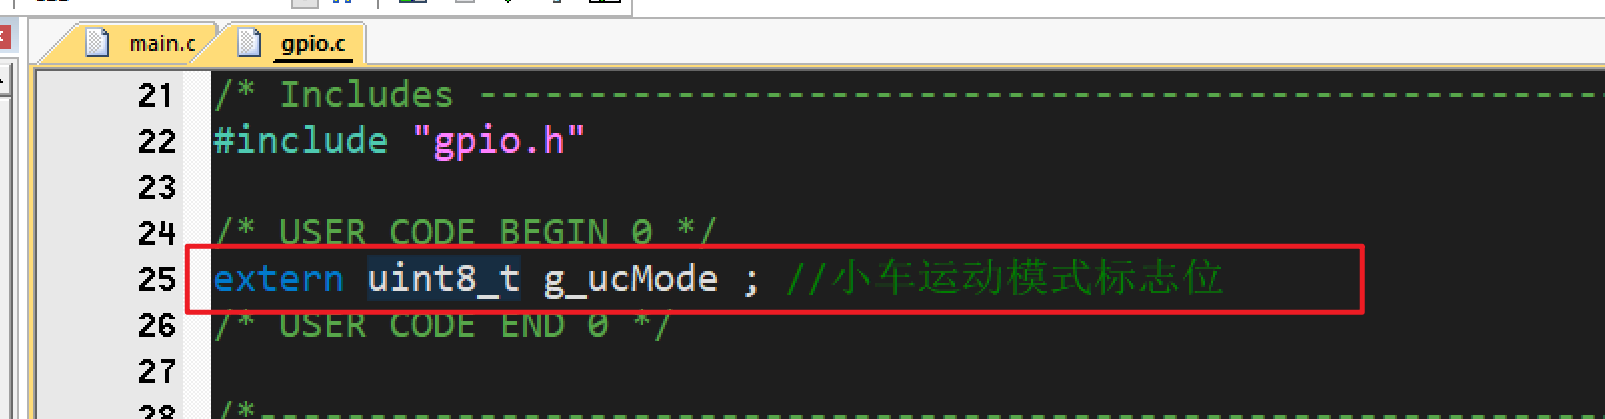 main.c
gpio.c
21 /* Includes ------------------------------------------------------------
22 #include "gpio.h"
23
24 /* USER CODE BEGIN 0 */
25 extern uint8_t g_ucMode ; //小车运动模式标志位
26 /* USER CODE END 0 */
27
28 /*----------------------------------------------------------------------